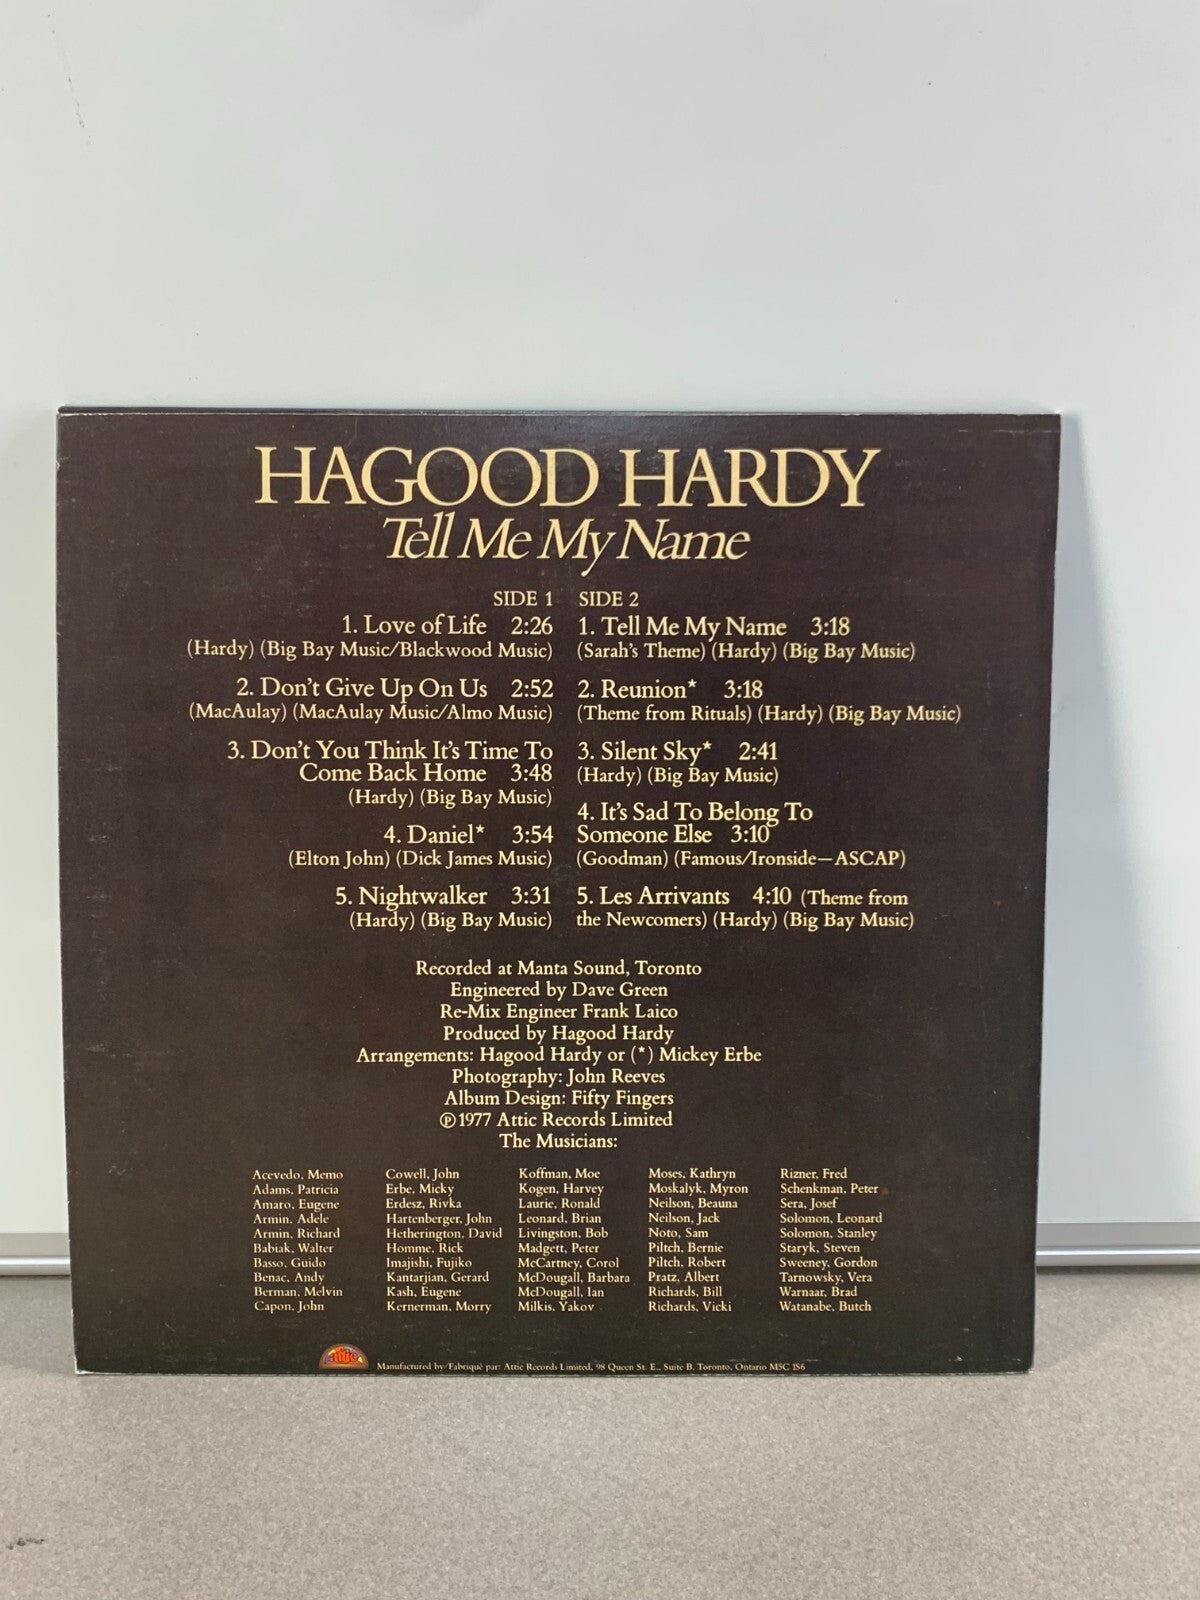 HAGOOD HARDY
Tell Me My Name
SIDE 1
1. Love of Life 2:26
(Hardy) (Big Bay Music/Blackwood Music)
2. Don't Give Up On Us 2:52
(MacAulay) (MacAulay Music/Almo Music)
3. Don't You Think It's Time To
Come Back Home 3:48
(Hardy) (Big Bay Music)
4. Daniel* 3:54
(Elton John) (Dick James Music)
5. Nightwalker 3:31
(Hardy) (Big Bay Music)
SIDE 2
1. Tell Me My Name 3:18
(Sarah's Theme) (Hardy) (Big Bay Music)
2. Reunion* 3:18
(Theme from Rituals) (Hardy) (Big Bay Music)
3. Silent Sky* 2:41
(Hardy) (Big Bay Music)
4. It's Sad To Belong To
Someone Else 3:10
(Goodman) (Famous/Ironside—ASCAP)
5. Les Arrivants 4:10 (Theme from
the Newcomers) (Hardy) (Big Bay Music)
Recorded at Manta Sound, Toronto
Engineered by Dave Green
Re-Mix Engineer Frank Laico
Produced by Hagood Hardy
Arrangements: Hagood Hardy or (*) Mickey Erbe
Photography: John Reeves
Album Design: Fifty Fingers
℗1977 Attic Records Limited
The Musicians:
Acevedo, Memo
Adams, Patricia
Amaro, Eugene
Armin, Adele
Armin, Richard
Babiak, Walter
Basso, Guido
Benac, Andy
Berman, Melvin
Capon, John
Cowell, John
Erbe, Micky
Erdesz, Rivka
Hartenberger, John
Hetherington, David
Homme, Rick
Imajishi, Fujiko
Kantarjian, Gerard
Kash, Eugene
Kernerman, Morry
Koffman, Moe
Kogen, Harvey
Laurie, Ronald
Leonard, Brian
Livingston, Bob
Madgett, Peter
McCartney, Corol
McDougall, Barbara
McDougall, Ian
Milkis, Yakov
Moses, Kathryn
Moskalyk, Myron
Neilson, Beauna
Neilson, Jack
Noto, Sam
Piltch, Bernie
Piltch, Robert
Pratz, Albert
Richards, Bill
Richards, Vicki
Rizner, Fred
Schenkman, Peter
Sera, Josef
Solomon, Leonard
Solomon, Stanley
Staryk, Steven
Sweeney, Gordon
Tarnowsky, Vera
Warnaar, Brad
Watanabe, Butch
Attic
Manufactured by/Fabriqué par: Attic Records Limited, 98 Queen St. E., Suite B, Toronto, Ontario M5C 1S6